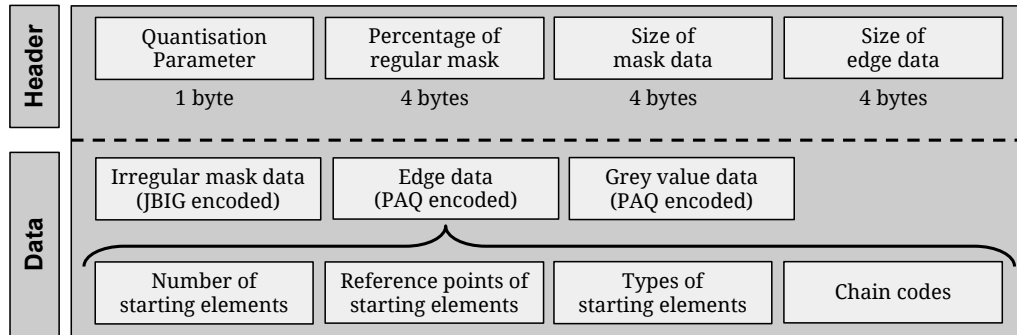 Header
Quantisation
Parameter
Percentage of
regular mask
Size of
mask data
Size of
edge data
1 byte
4 bytes
4 bytes
4 bytes
Data
Irregular mask data
(JBIG encoded)
Edge data
(PAQ encoded)
Grey value data
(PAQ encoded)
Number of
starting elements
Reference points of
starting elements
Types of
starting elements
Chain codes